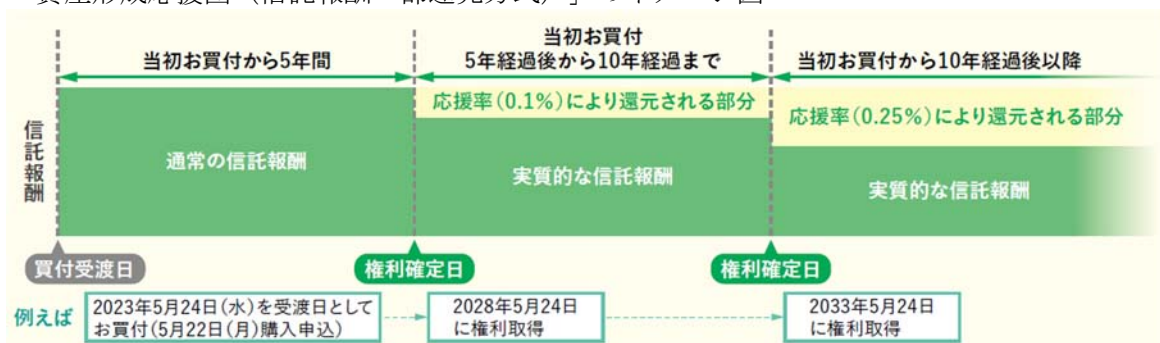 当初お買付から5年間
当初お買付
5年経過後から10年経過まで
当初お買付から10年経過後以降
信託報酬
通常の信託報酬
応援率(0.1%)により還元される部分
実質的な信託報酬
応援率(0.25%)により還元される部分
実質的な信託報酬
買付受渡日
権利確定日
権利確定日
例えば
2023年5月24日(水)を受渡日として
お買付(5月22日(月)購入申込)
2028年5月24日
に権利取得
2033年5月24日
に権利取得